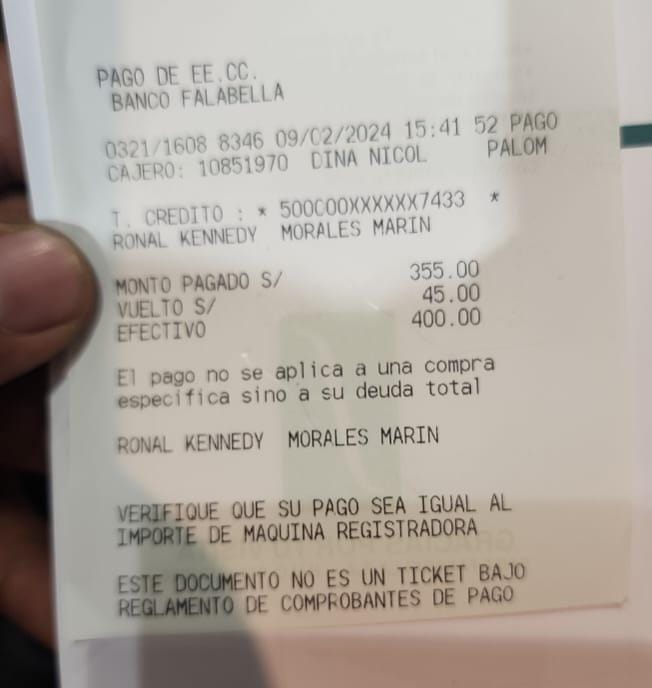 PAGO DE EE.CC.
BANCO FALABELLA
0321/1608 8346 09/02/2024 15:41 52 PAGO
CAJERO: 10851970 DINA NICOL PALOM
T. CREDITO : * 500C00XXXXXX7433 *
RONAL KENNEDY MORALES MARIN
MONTO PAGADO S/ 355.00
VUELTO S/ 45.00
EFECTIVO 400.00
El pago no se aplica a una compra
especifica sino a su deuda total
RONAL KENNEDY MORALES MARIN
VERIFIQUE QUE SU PAGO SEA IGUAL AL
IMPORTE DE MAQUINA REGISTRADORA
ESTE DOCUMENTO NO ES UN TICKET BAJO
REGLAMENTO DE COMPROBANTES DE PAGO